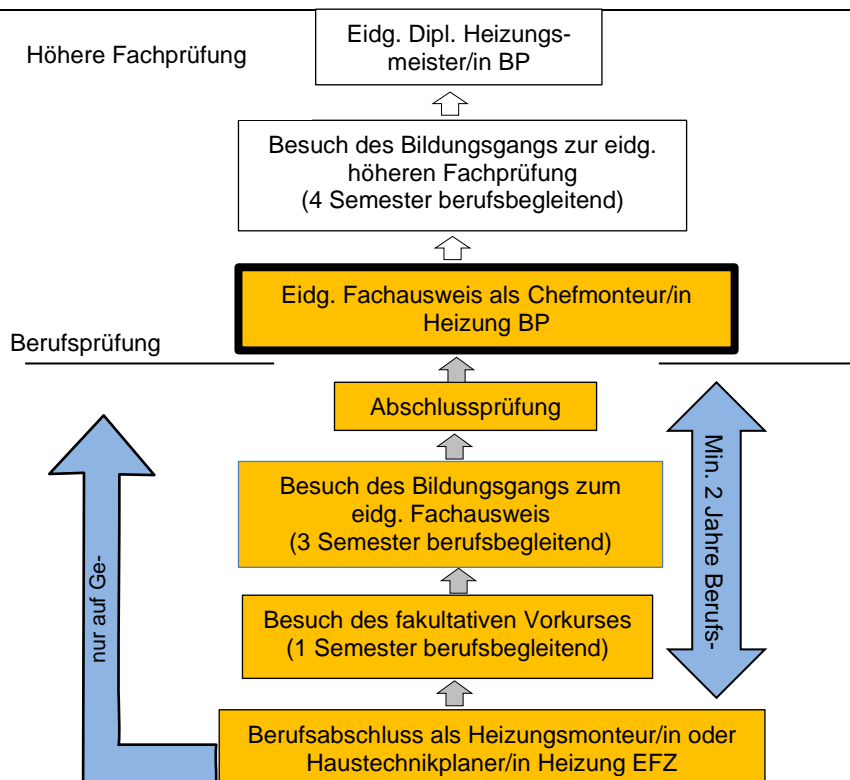 Höhere Fachprüfung
Eidg. Dipl. Heizungs-
meister/in BP
Besuch des Bildungsgangs zur eidg.
höheren Fachprüfung
(4 Semester berufsbegleitend)
Eidg. Fachausweis als Chefmonteur/in
Heizung BP
Berufsprüfung
Abschlussprüfung
Besuch des Bildungsgangs zum
eidg. Fachausweis
(3 Semester berufsbegleitend)
Besuch des fakultativen Vorkurses
(1 Semester berufsbegleitend)
Berufsabschluss als Heizungsmonteur/in oder
Haustechnikplaner/in Heizung EFZ
nur auf Ge-
Min. 2 Jahre Berufs-